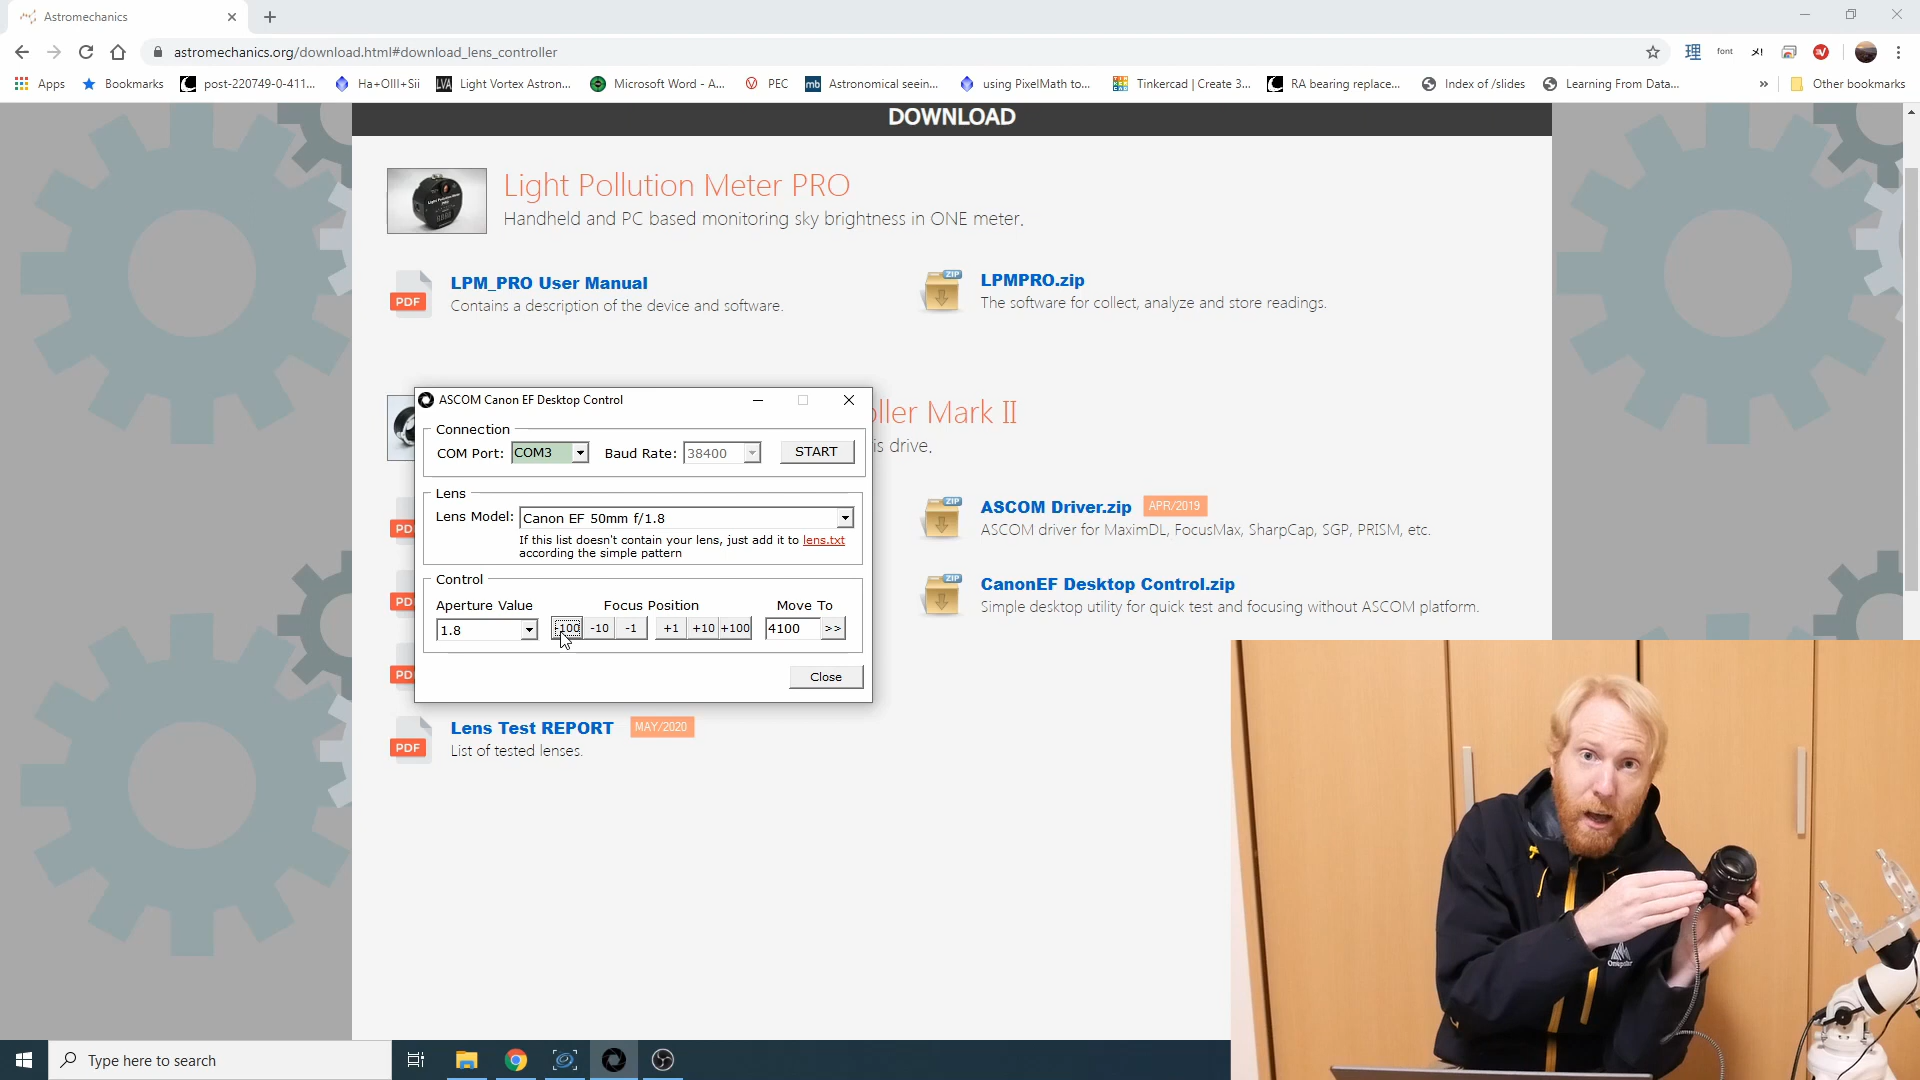 Astromechanics
astromechanics.org/download.html#download_lens_controller
font
Apps
Bookmarks
post-220749-0-411...
Ha+OIII+Sii
LVA
Light Vortex Astron...
Microsoft Word - A...
PEC
mb
Astronomical seein...
using PixelMath to...
Tinkercad | Create 3...
RA bearing replace...
Index of /slides
Learning From Data...
»
Other bookmarks
DOWNLOAD
Light Pollution Meter PRO
Handheld and PC based monitoring sky brightness in ONE meter.
PDF
LPM_PRO User Manual
Contains a description of the device and software.
ZIP
LPMPRO.zip
The software for collect, analyze and store readings.
oller Mark II
is drive.
ASCOM Canon EF Desktop Control
Connection
COM Port:
COM3
Baud Rate:
38400
START
Lens
Lens Model:
Canon EF 50mm f/1.8
If this list doesn't contain your lens, just add it to lens.txt
according the simple pattern
Control
Aperture Value
Focus Position
Move To
1.8
-100
-10
-1
+1
+10
+100
4100
>>
Close
PD
PD
PD
ZIP
ASCOM Driver.zip
APR/2019
ASCOM driver for MaximDL, FocusMax, SharpCap, SGP, PRISM, etc.
ZIP
CanonEF Desktop Control.zip
Simple desktop utility for quick test and focusing without ASCOM platform.
PDF
Lens Test REPORT
MAY/2020
List of tested lenses.
Type here to search